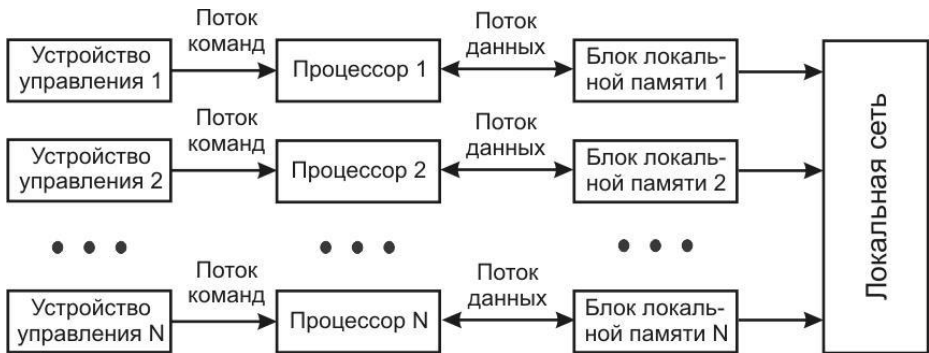 Поток
команд
Поток
данных
Устройство
управления 1
Процессор 1
Блок локаль-
ной памяти 1
Поток
команд
Поток
данных
Устройство
управления 2
Процессор 2
Блок локаль-
ной памяти 2
Поток
команд
Поток
данных
Устройство
управления N
Процессор N
Блок локаль-
ной памяти N
Локальная сеть